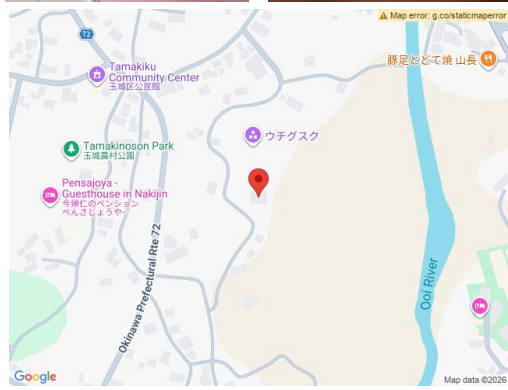 Map error: g.co/staticmaperror
72
豚足とどて焼 山長
Tamakiku
Community Center
玉城区公民館
ウチグスク
Tamakinoson Park
玉城農村公園
Pensajoya -
Guesthouse in Nakijin
今帰仁のペンション
べんさじょうや~
Okinawa Prefectural Rte 72
Ooi River
Google
Map data ©2026